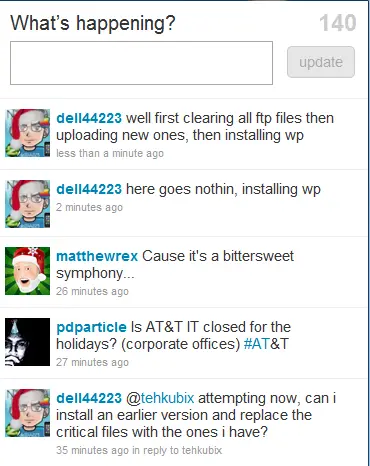 What's happening? 140
update
dell44223 well first clearing all ftp files then
uploading new ones, then installing wp
less than a minute ago
dell44223 here goes nothin, installing wp
2 minutes ago
matthewrex Cause it's a bittersweet
symphony...
26 minutes ago
pdparticle Is AT&T IT closed for the
holidays? (corporate offices) #AT&T
27 minutes ago
dell44223 @tehkubix attempting now, can i
install an earlier version and replace the
critical files with the ones i have?
35 minutes ago in reply to tehkubix